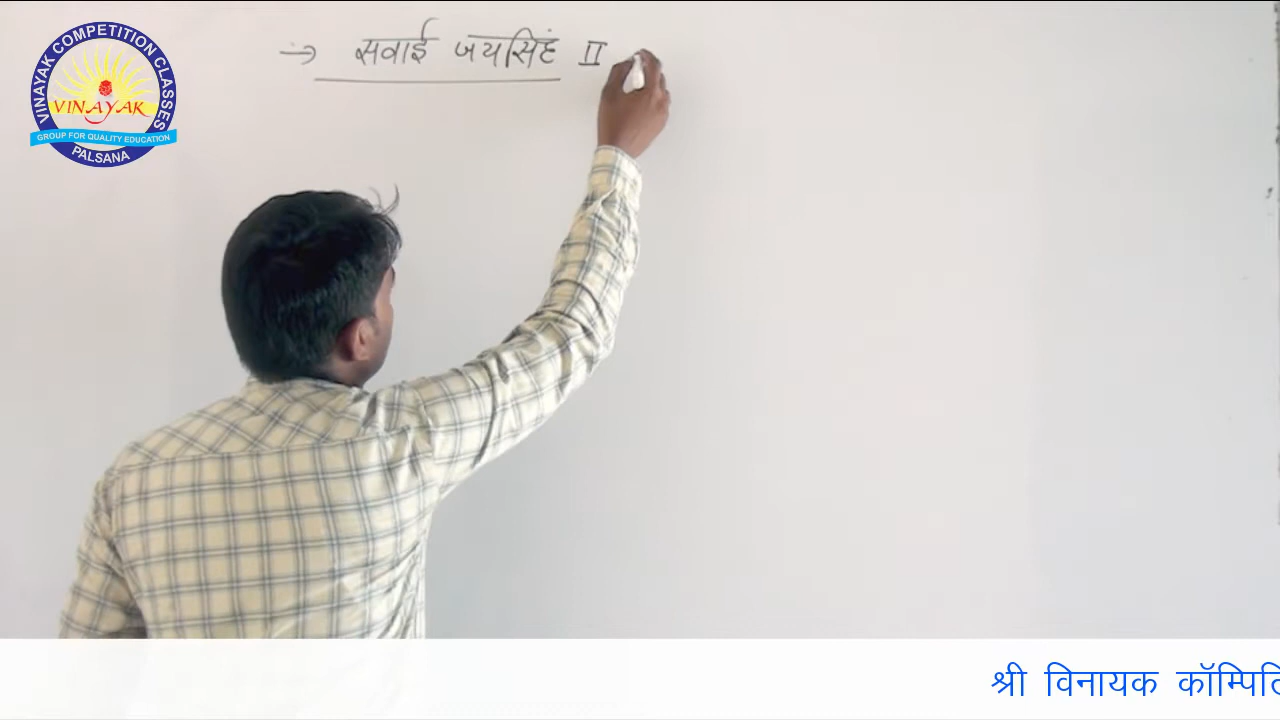 VINAYAK COMPETITION CLASSES
VINAYAK
GROUP FOR QUALITY EDUCATION
PALSANA
→ सवाई जयसिंह II
श्री विनायक कॉम्पिटि